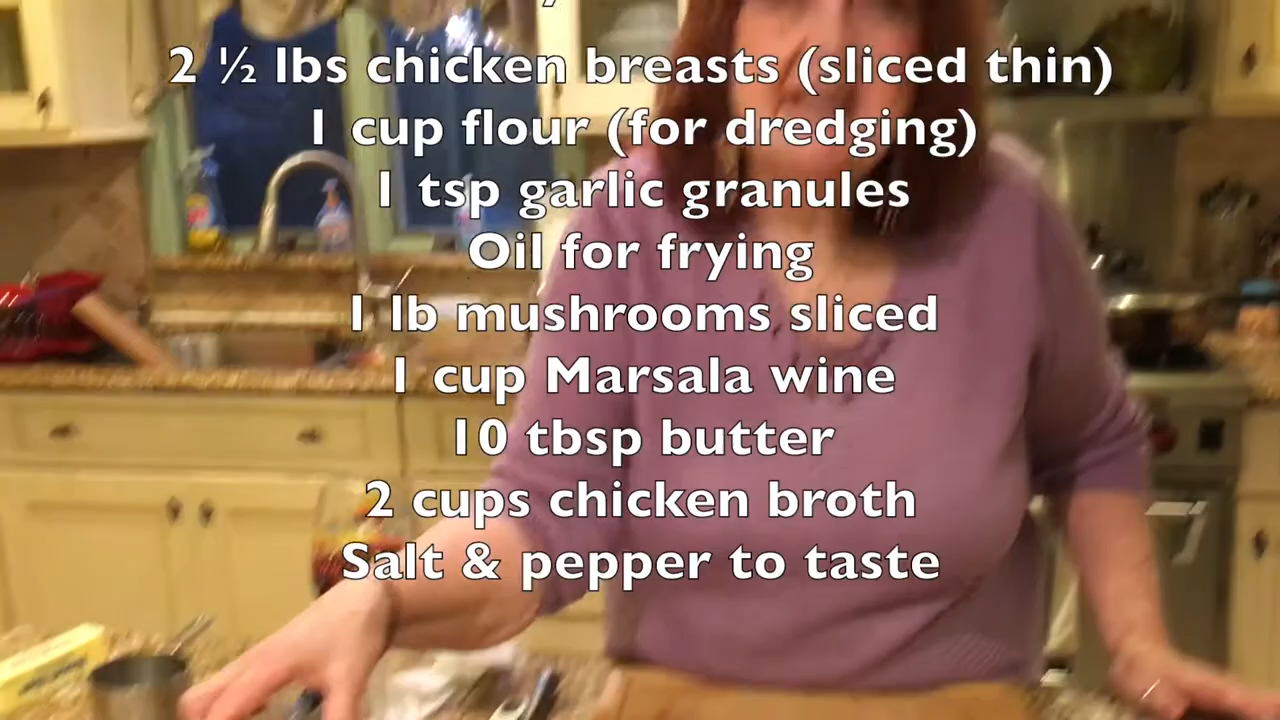 2 ½ lbs chicken breasts (sliced thin)
1 cup flour (for dredging)
1 tsp garlic granules
Oil for frying
1 lb mushrooms sliced
1 cup Marsala wine
10 tbsp butter
2 cups chicken broth
Salt & pepper to taste